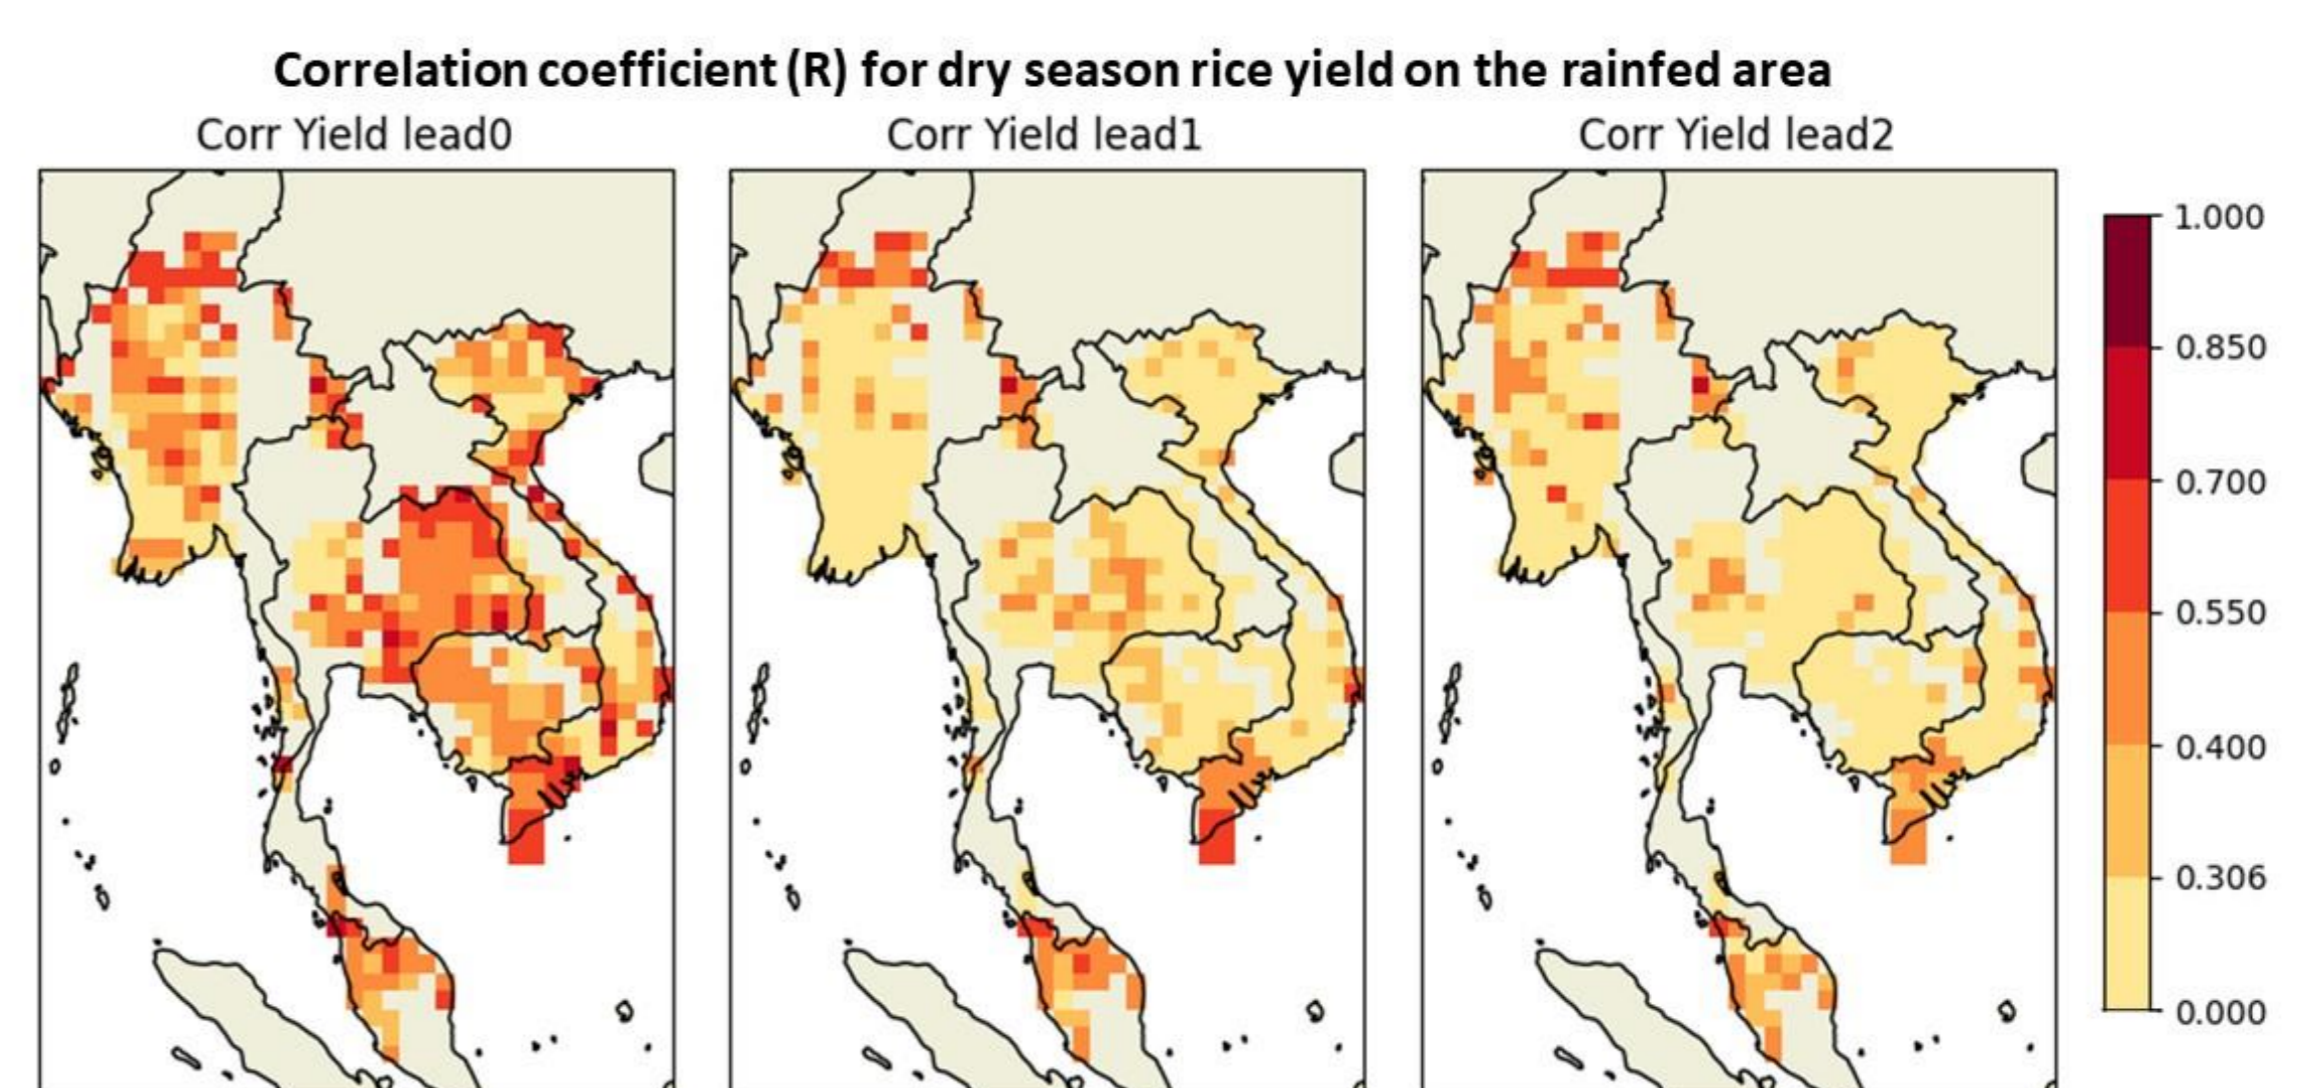 Correlation coefficient (R) for dry season rice yield on the rainfed area
Corr Yield lead0
Corr Yield lead1
Corr Yield lead2
1.000
0.850
0.700
0.550
0.400
0.306
0.000